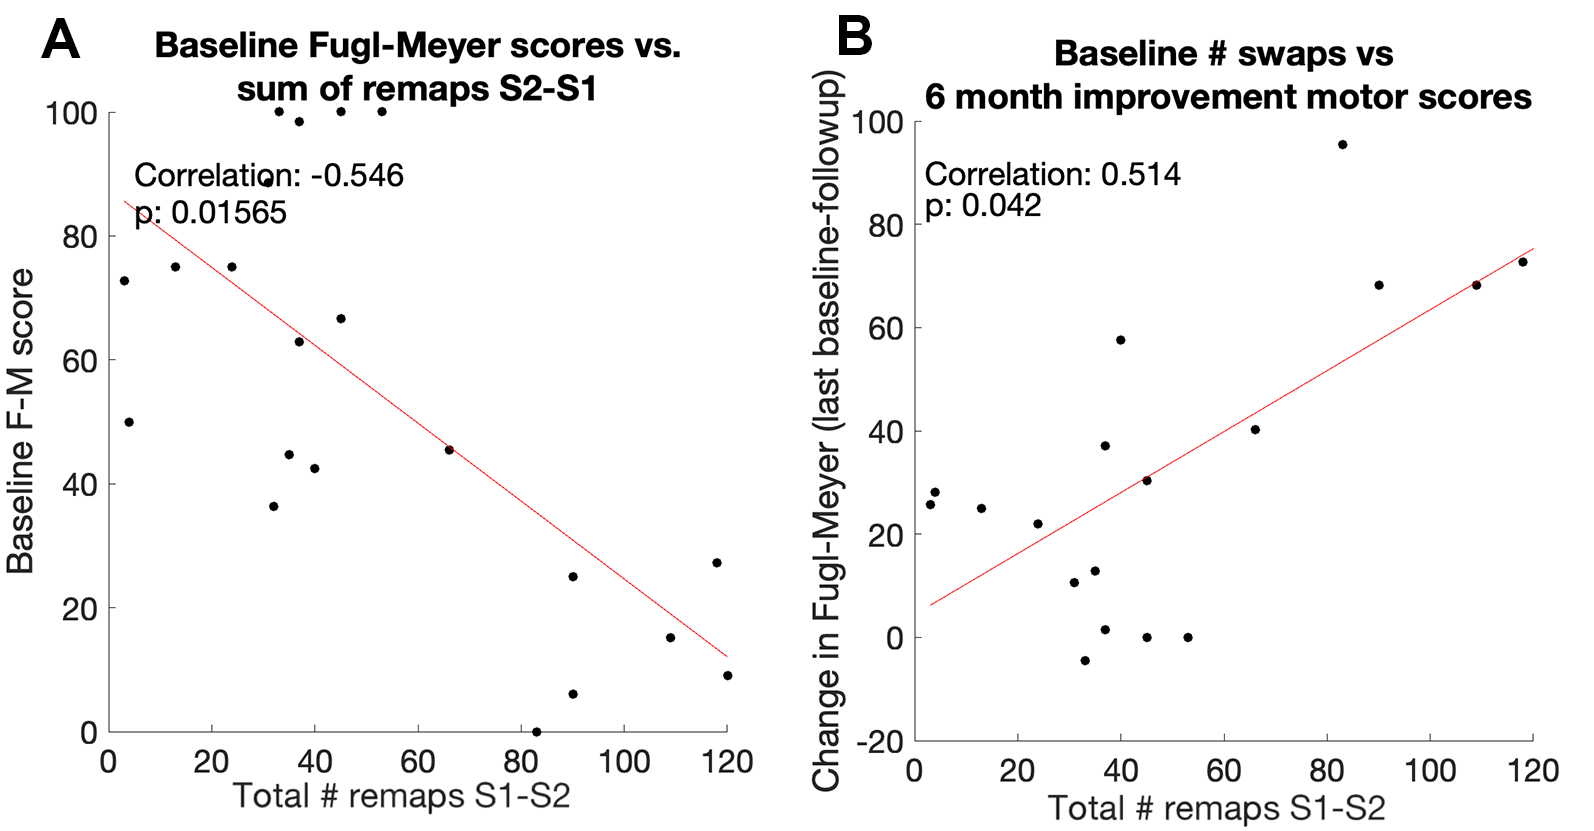 A
Baseline Fugl-Meyer scores vs.
sum of remaps S2-S1
Correlation: -0.546
p: 0.01565
Baseline F-M score
100
80
60
40
20
0
0 20 40 60 80 100 120
Total # remaps S1-S2
B
Baseline # swaps vs
6 month improvement motor scores
Correlation: 0.514
p: 0.042
Change in Fugl-Meyer (last baseline-followup)
100
80
60
40
20
0
-20
0 20 40 60 80 100 120
Total # remaps S1-S2